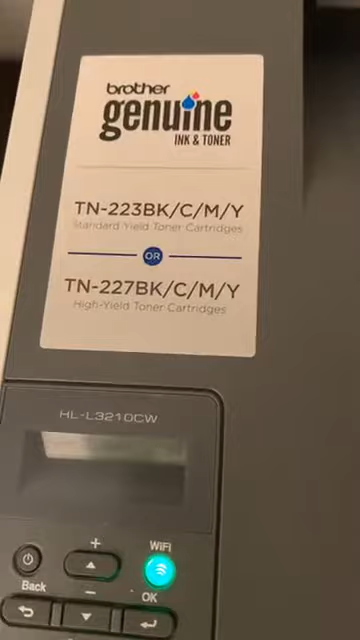 brother
genuine
INK & TONER
TN-223BK/C/M/Y
Standard Yield Toner Cartridges
OR
TN-227BK/C/M/Y
High-Yield Toner Cartridges
HL-L3210CW
+
WiFi
Back
-
OK